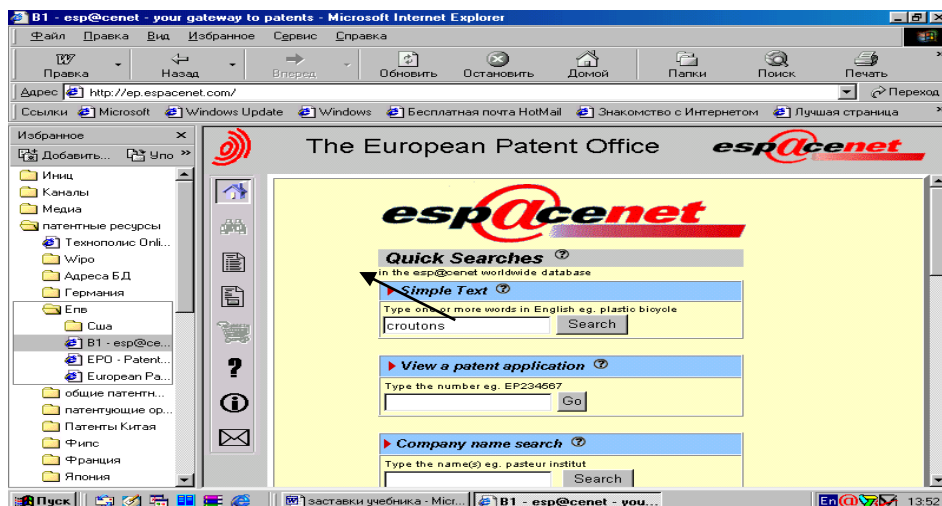 B1 - esp@cenet - your gateway to patents - Microsoft Internet Explorer
Файл Правка Вид Избранное Сервис Справка
Правка Назад Вперед Обновить Остановить Домой Папки Поиск Печать
Адрес http://ep.espacenet.com/ Переход
Ссылки Microsoft Windows Update Windows Бесплатная почта HotMail Знакомство с Интернетом Лучшая страница
Избранное
Добавить... Упо
Иниц
Каналы
Медиа
патентные ресурсы
Технополис Onli...
Wipo
Адреса БД
Германия
Епв
Сша
B1 - esp@ce...
EPO - Patent...
European Pa...
общие патентн...
патентующие ор...
Патенты Китая
Фипс
Франция
Япония
The European Patent Office esp@cenet
esp@cenet
Quick Searches
in the esp@cenet worldwide database
Simple Text
Type one or more words in English eg. plastic bicycle
croutons Search
View a patent application
Type the number eg. EP234567
Go
Company name search
Type the name(s) eg. pasteur institut
Search
Пуск заставки учебника - Micr... B1 - esp@cenet - you... En 13:52